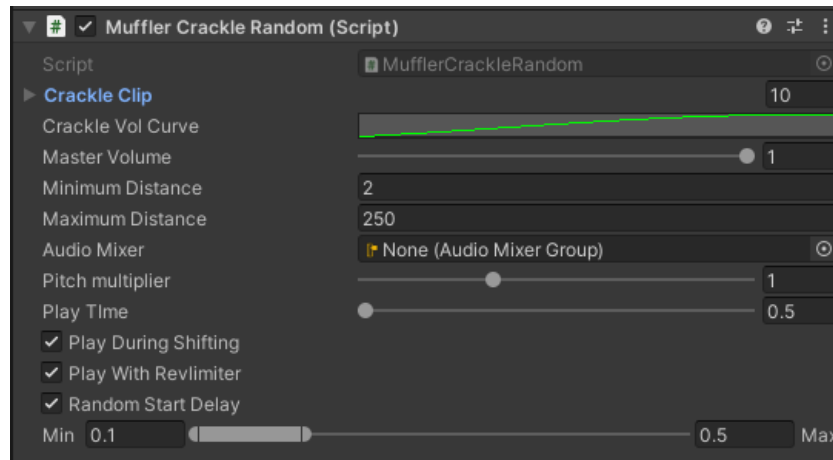 # Muffler Crackle Random (Script)
Script MufflerCrackleRandom
Crackle Clip 10
Crackle Vol Curve
Master Volume 1
Minimum Distance 2
Maximum Distance 250
Audio Mixer None (Audio Mixer Group)
Pitch multiplier 1
Play TIme 0.5
Play During Shifting
Play With Revlimiter
Random Start Delay
Min 0.1 0.5 Max